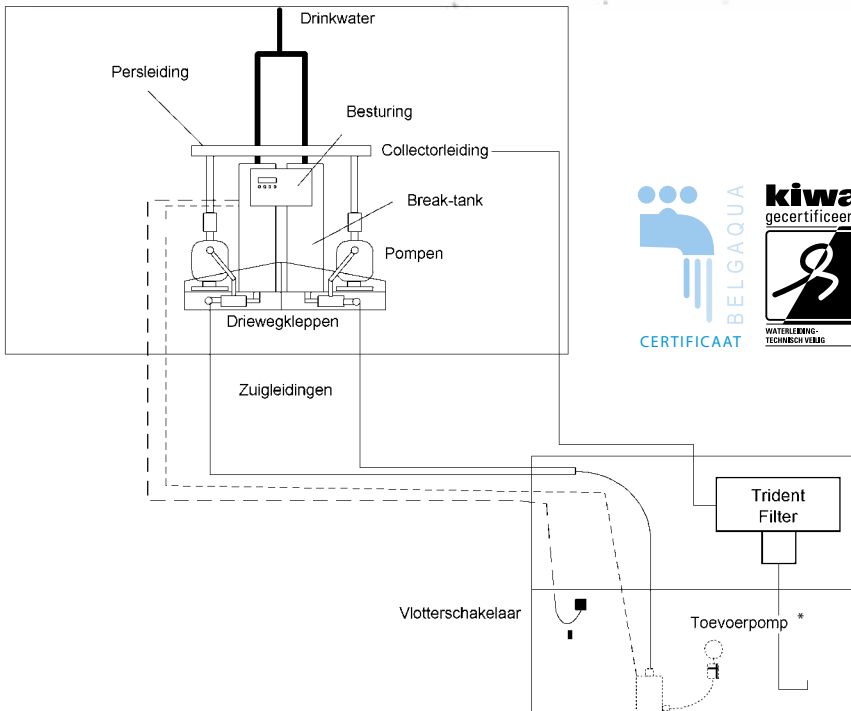 Drinkwater
Persleiding
Besturing
Collectorleiding
Break-tank
Pompen
Driewegkleppen
Zuigleidingen
BELGAQUA
CERTIFICAAT
kiwa
gecertificeer
WATERLEIDING-
TECHNISCH VEILIG
Trident
Filter
Vlotterschakelaar
Toevoerpomp *